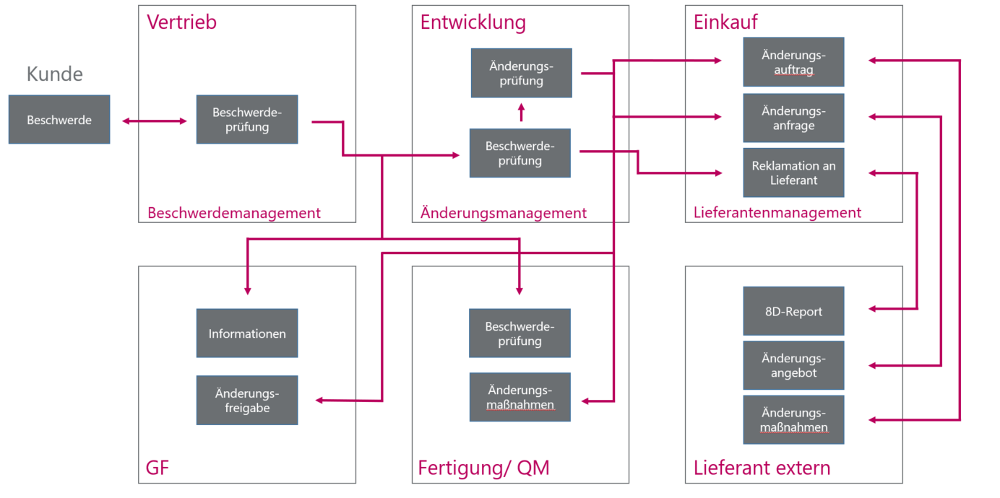 Kunde
Beschwerde
Vertrieb
Beschwerde-
prüfung
Beschwerdemanagement
Entwicklung
Änderungs-
prüfung
Beschwerde-
prüfung
Änderungsmanagement
Einkauf
Änderungs-
auftrag
Änderungs-
anfrage
Reklamation an
Lieferant
Lieferantenmanagement
Informationen
Änderungs-
freigabe
GF
Beschwerde-
prüfung
Änderungs-
maßnahmen
Fertigung/ QM
8D-Report
Änderungs-
angebot
Änderungs-
maßnahmen
Lieferant extern